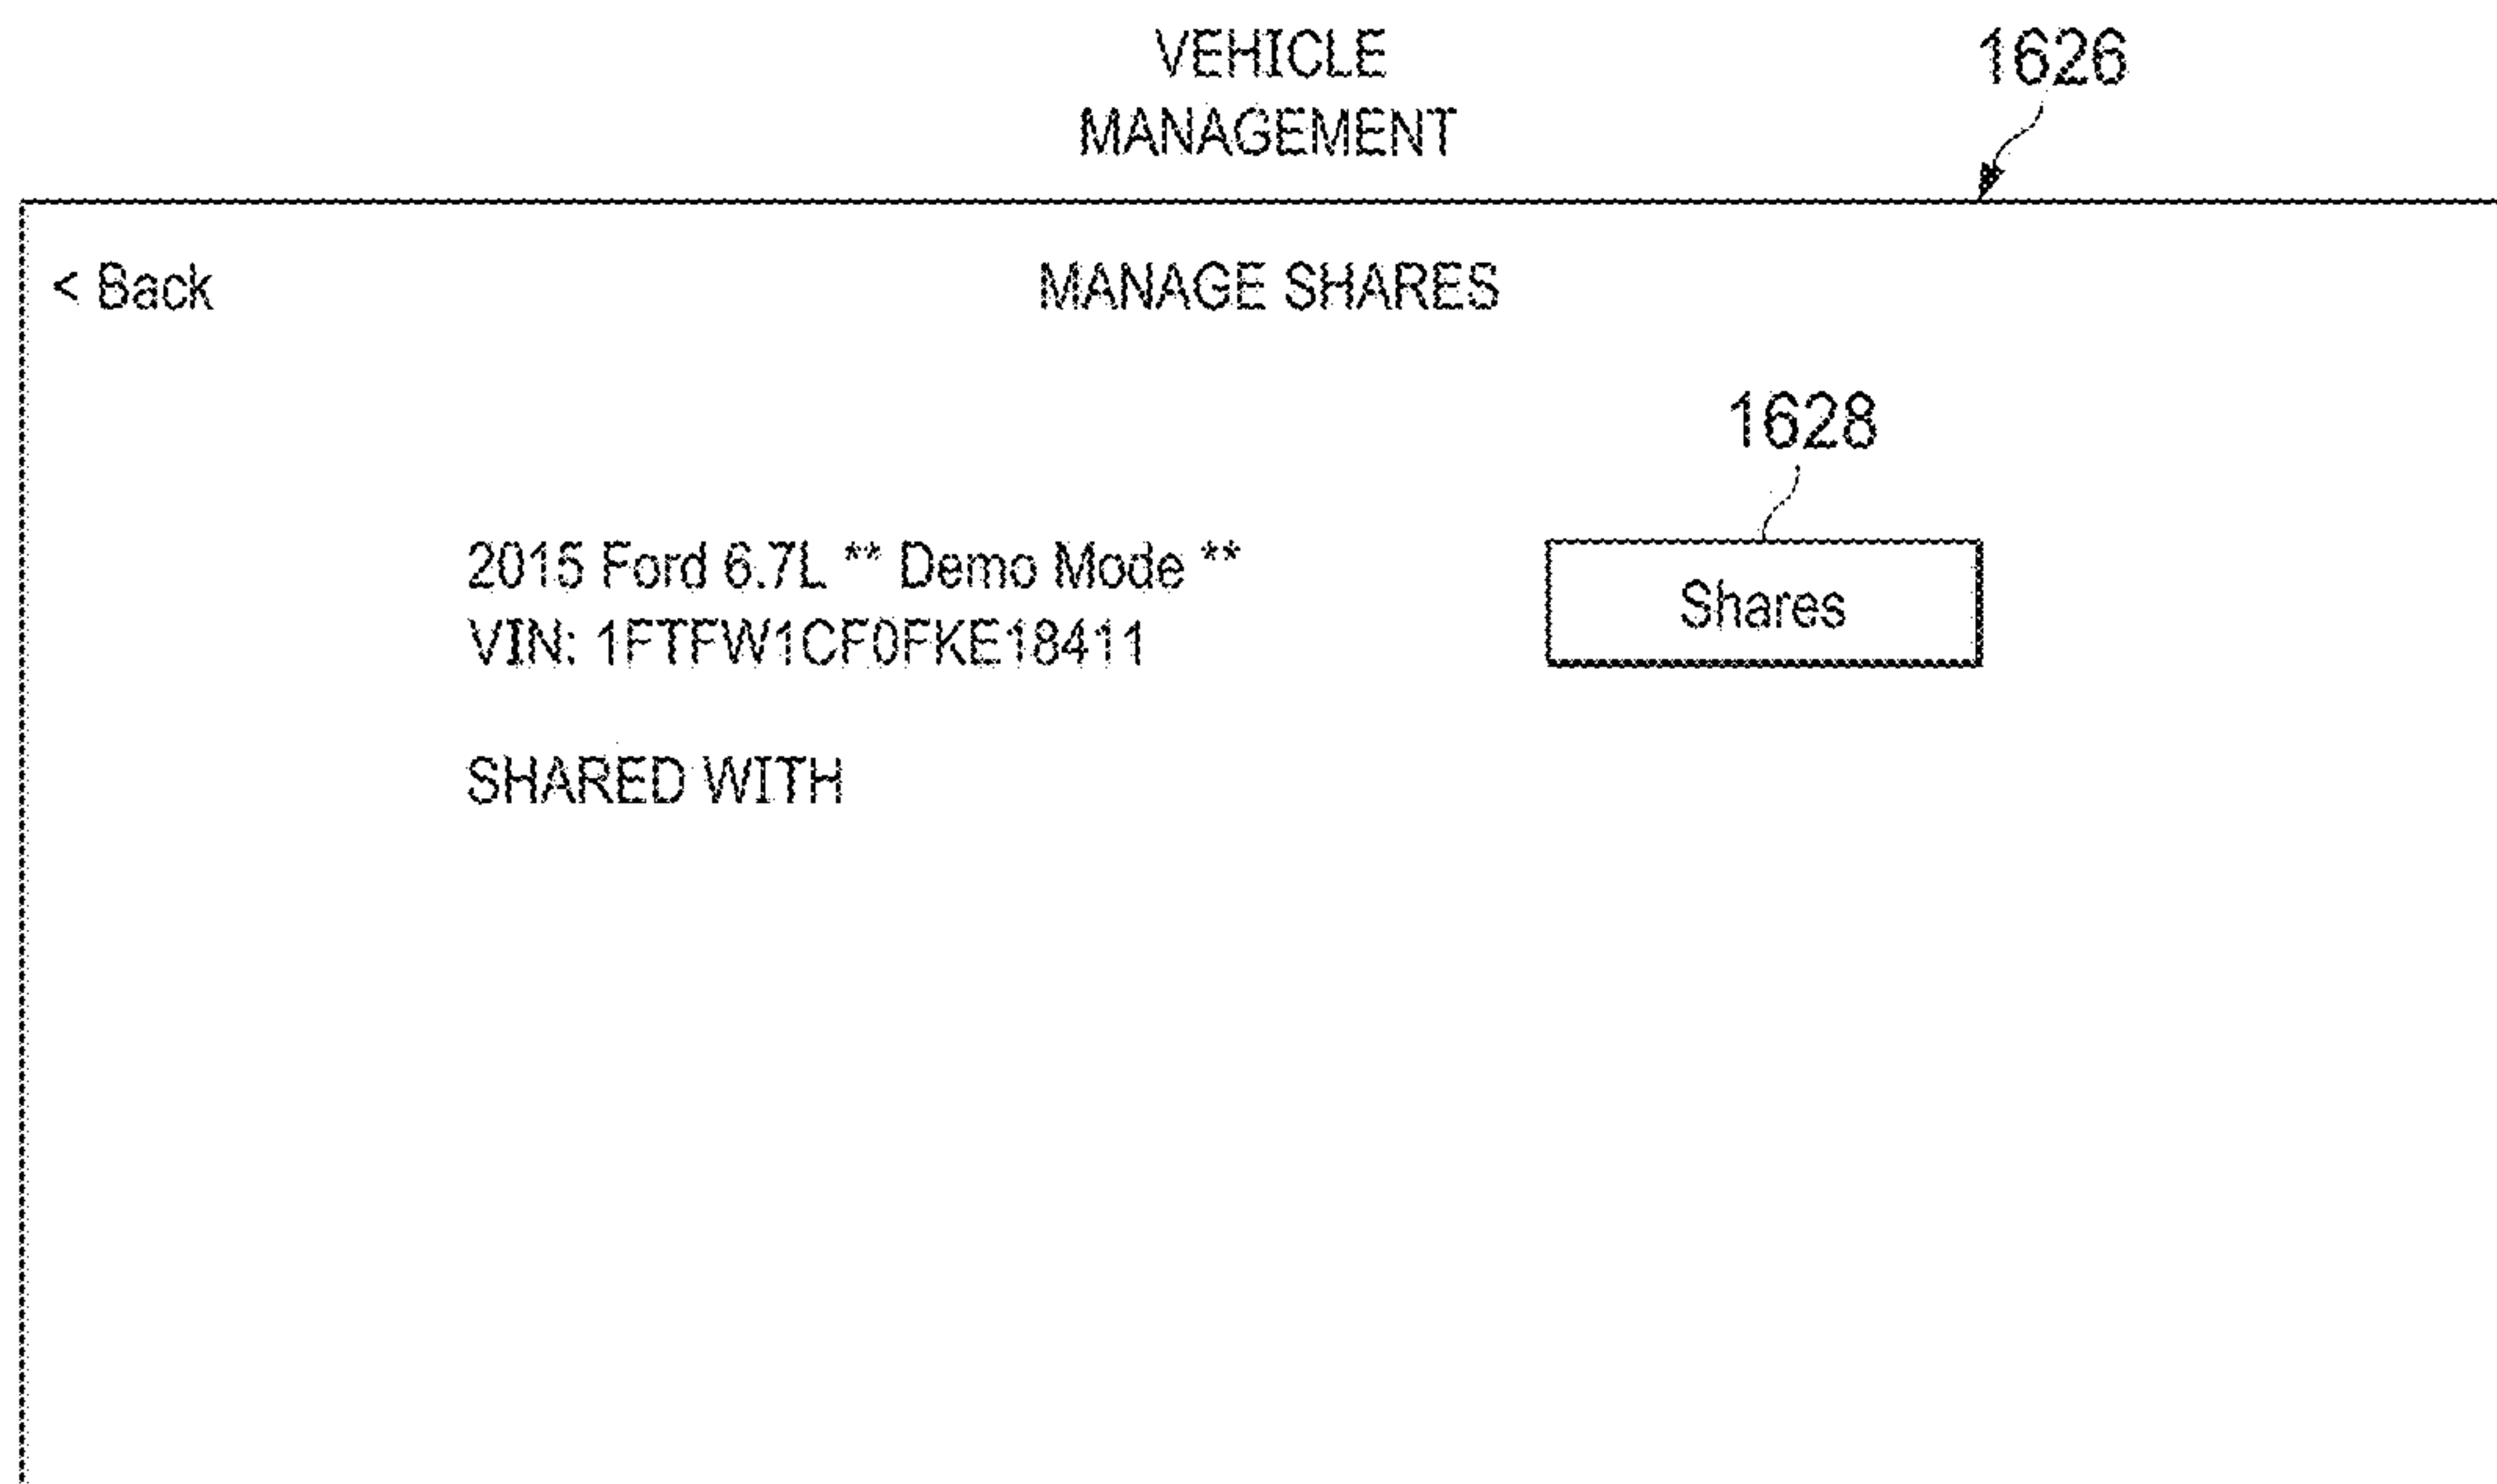 VEHICLE
MANAGEMENT
1626
< Back
MANAGE SHARES
1628
2015 Ford 6.7L ** Demo Mode **
VIN: 1FTFW1CF0FKE18411
Shares
SHARED WITH